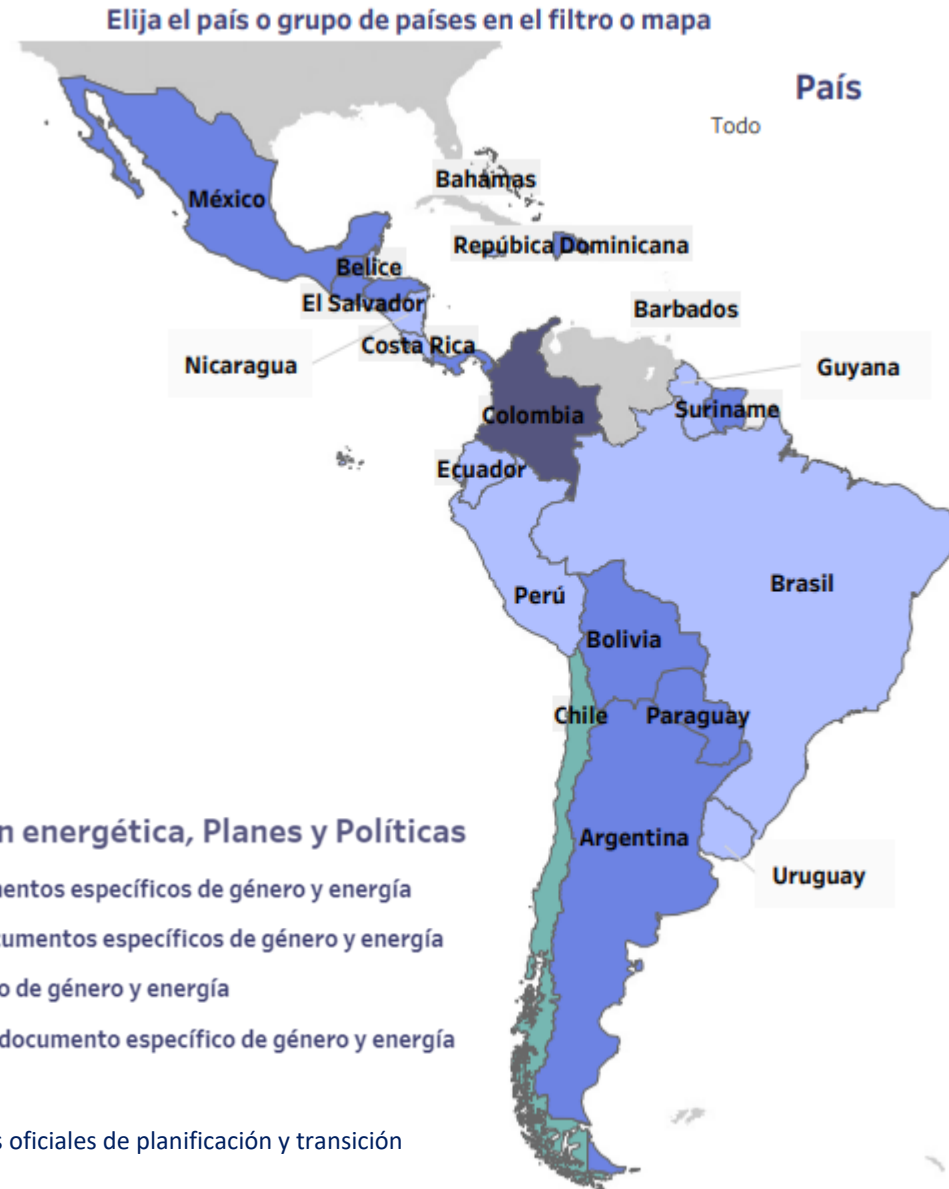 Elija el país o grupo de países en el filtro o mapa
País
Todo
Bahamas
México
Repúbica Dominicana
Belice
El Salvador
Barbados
Costa Rica
Nicaragua
Guyana
Colombia
Suriname
Ecuador
Brasil
Perú
Bolivia
Chile
Paraguay
n energética, Planes y Políticas
Argentina
Uruguay
mentos específicos de género y energía
cumentos específicos de género y energía
o de género y energía
documento específico de género y energía
s oficiales de planificación y transición